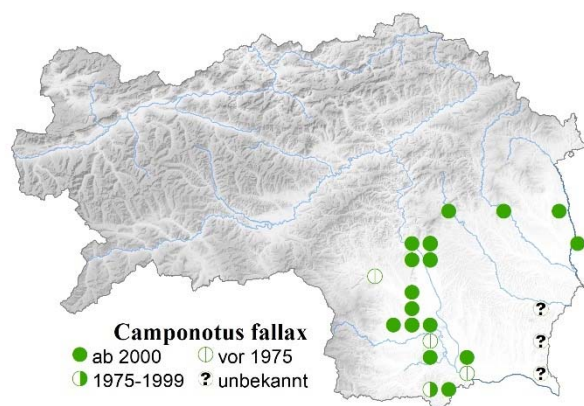 ?
?
?
Camponotus fallax
ab 2000 vor 1975
1975-1999 ? unbekannt